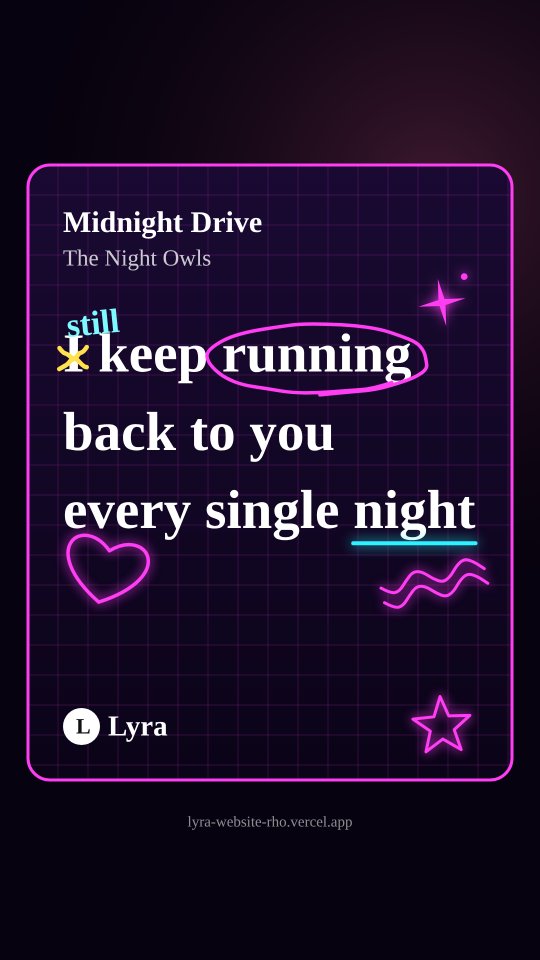 Midnight Drive
The Night Owls
still
I keep running
back to you
every single night
L Lyra
lyra-website-rho.vercel.app